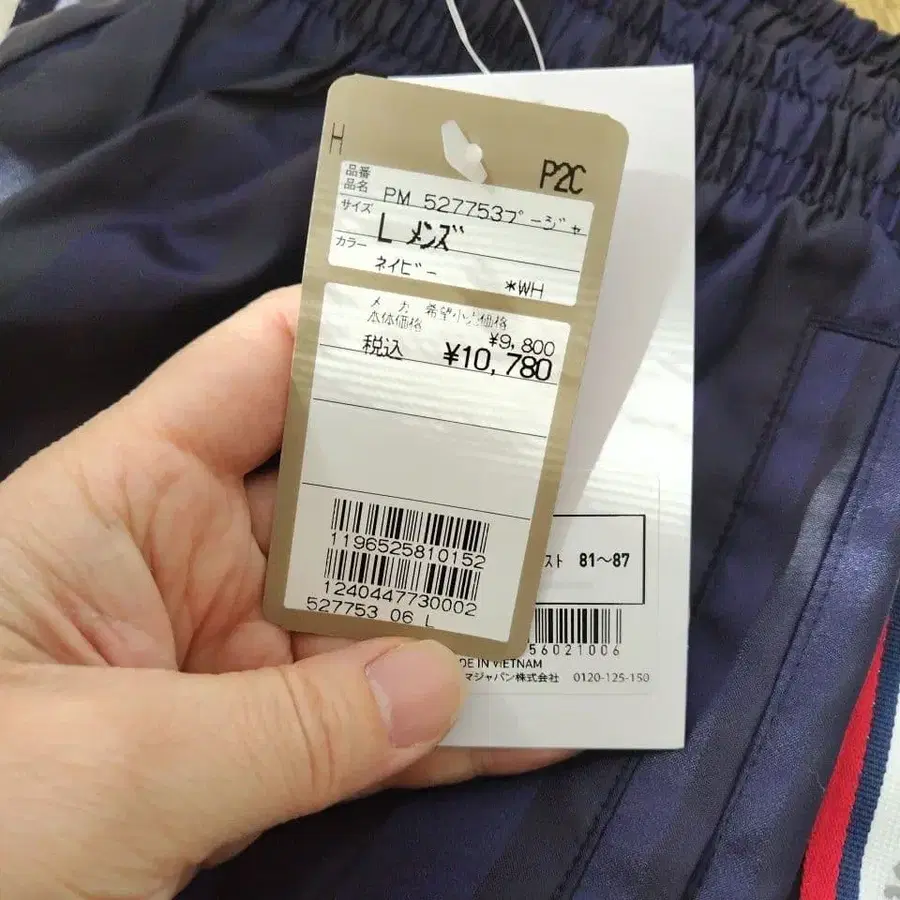 H
P2C
品番
品名 PM 527753プージャ
サイズ L メンズ
カラー ネイビー *WH
メーカー希望小売価格
本体価格 ¥9,800
税込 ¥10,780
1196525810152
1240447730002
527753 06 L
スト 81〜87
56021006
DE IN VIETNAM
マジャパン株式会社 0120-125-150